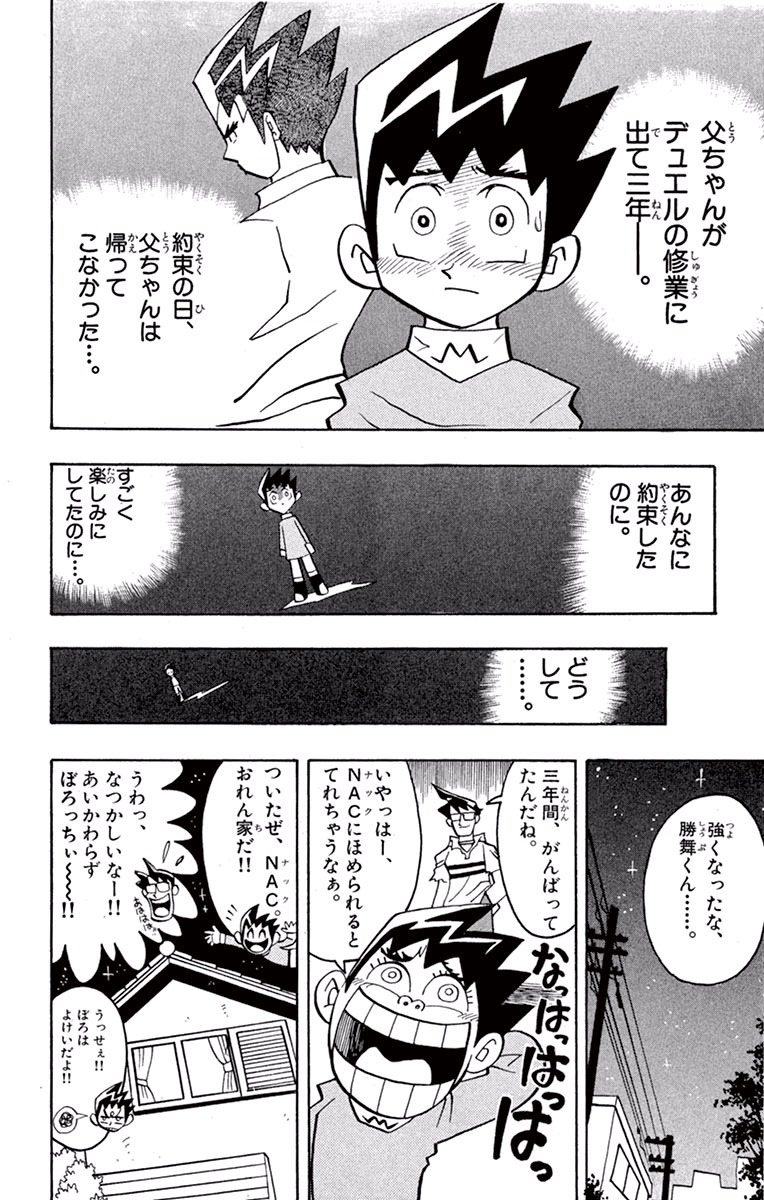 父ちゃんが
デュエルの修業に
出て三年——。
約束の日、
父ちゃんは
帰って
こなかった…。
あんなに
約束した
のに。
すごく
楽しみに
してたのに…。
どう
して
……。
強くなったな、
勝舞くん……。
三年間、がんばって
たんだね。
いやっはー、
NACにほめられると
てれちゃうなぁ。
なっはっはっはっ
ついたぜ、NAC。
おれん家だ!!
うわっ、
なつかしいなー!!
あいかわらず
ぼろっちぃ〜〜!!
あはははは
うっせぇ!!
ぼろは
よけいだよ!!